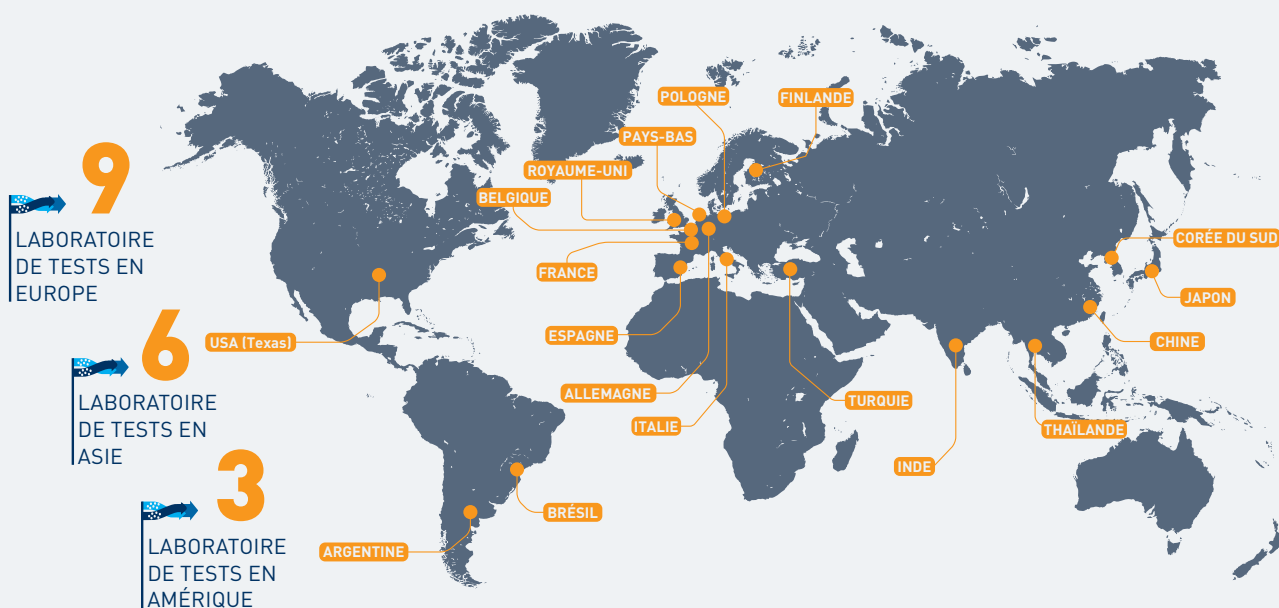 9
LABORATOIRE
DE TESTS EN
EUROPE
6
LABORATOIRE
DE TESTS EN
ASIE
3
LABORATOIRE
DE TESTS EN
AMÉRIQUE
POLOGNE
FINLANDE
PAYS-BAS
ROYAUME-UNI
BELGIQUE
FRANCE
ESPAGNE
ALLEMAGNE
ITALIE
TURQUIE
USA (Texas)
BRÉSIL
ARGENTINE
CORÉE DU SUD
JAPON
CHINE
THAÏLANDE
INDE